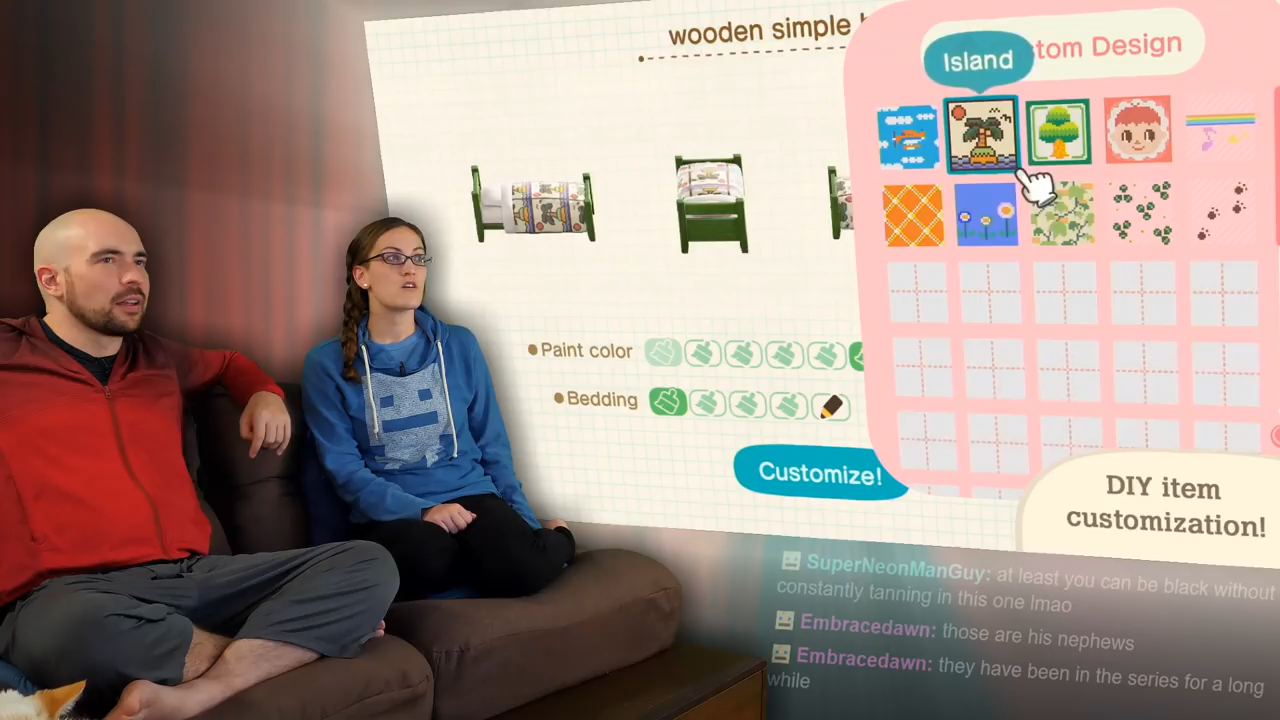 wooden simple
Island
tom Design
Paint color
Bedding
Customize!
DIY item
customization!
SuperNeonManGuy: at least you can be black without
constantly tanning in this one lmao
Embracedawn: those are his nephews
Embracedawn: they have been in the series for a long
while